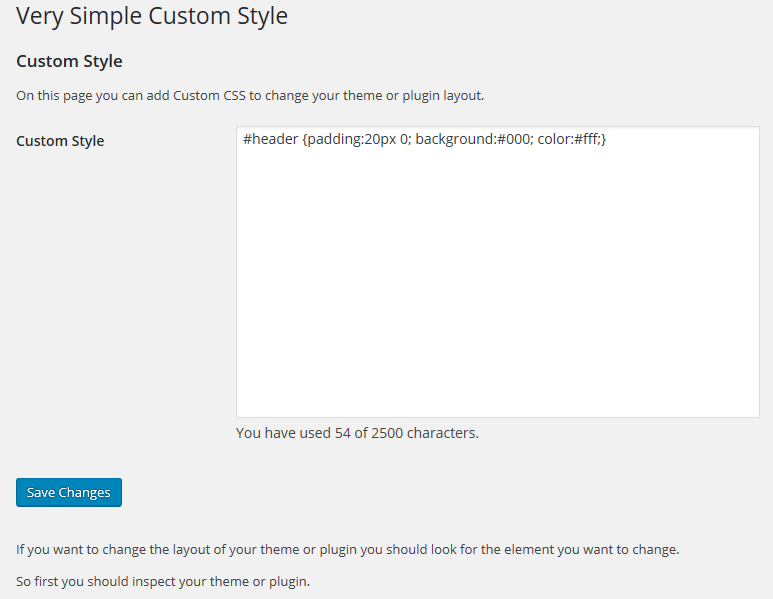 Very Simple Custom Style
Custom Style
On this page you can add Custom CSS to change your theme or plugin layout.
Custom Style
#header {padding:20px 0; background:#000; color:#fff;}
You have used 54 of 2500 characters.
Save Changes
If you want to change the layout of your theme or plugin you should look for the element you want to change.
So first you should inspect your theme or plugin.